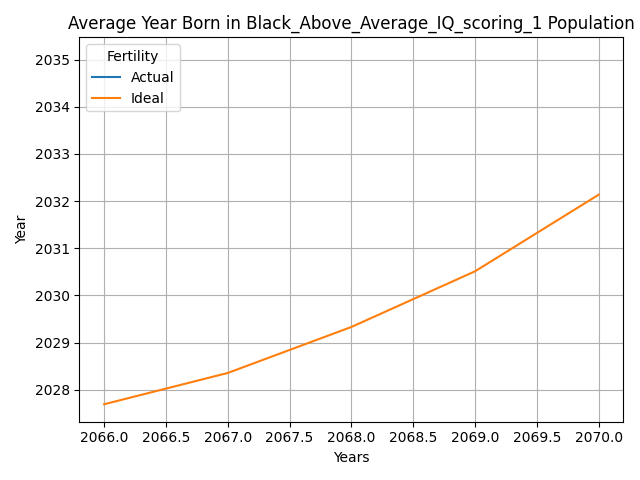 Average Year Born in Black_Above_Average_IQ_scoring_1 Population
Fertility
Actual
Ideal
2035
2034
2033
2032
2031
2030
2029
2028
Year
2066.0 2066.5 2067.0 2067.5 2068.0 2068.5 2069.0 2069.5 2070.0
Years